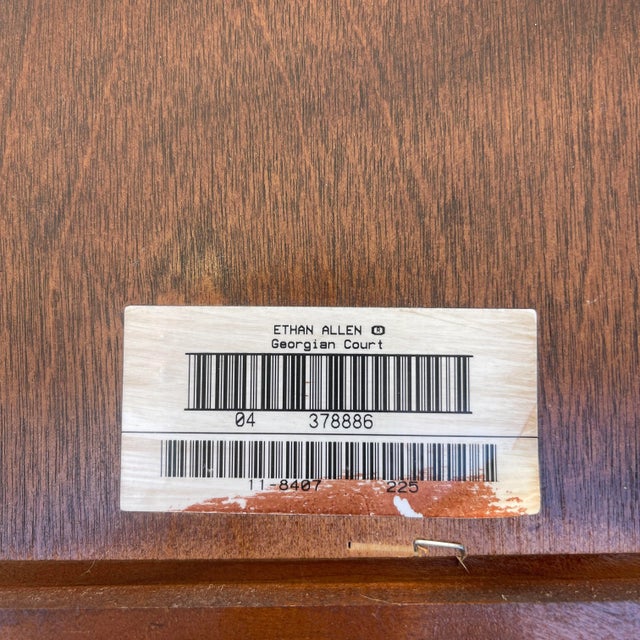 ETHAN ALLEN
Georgian Court
04 378886
11-8407 225